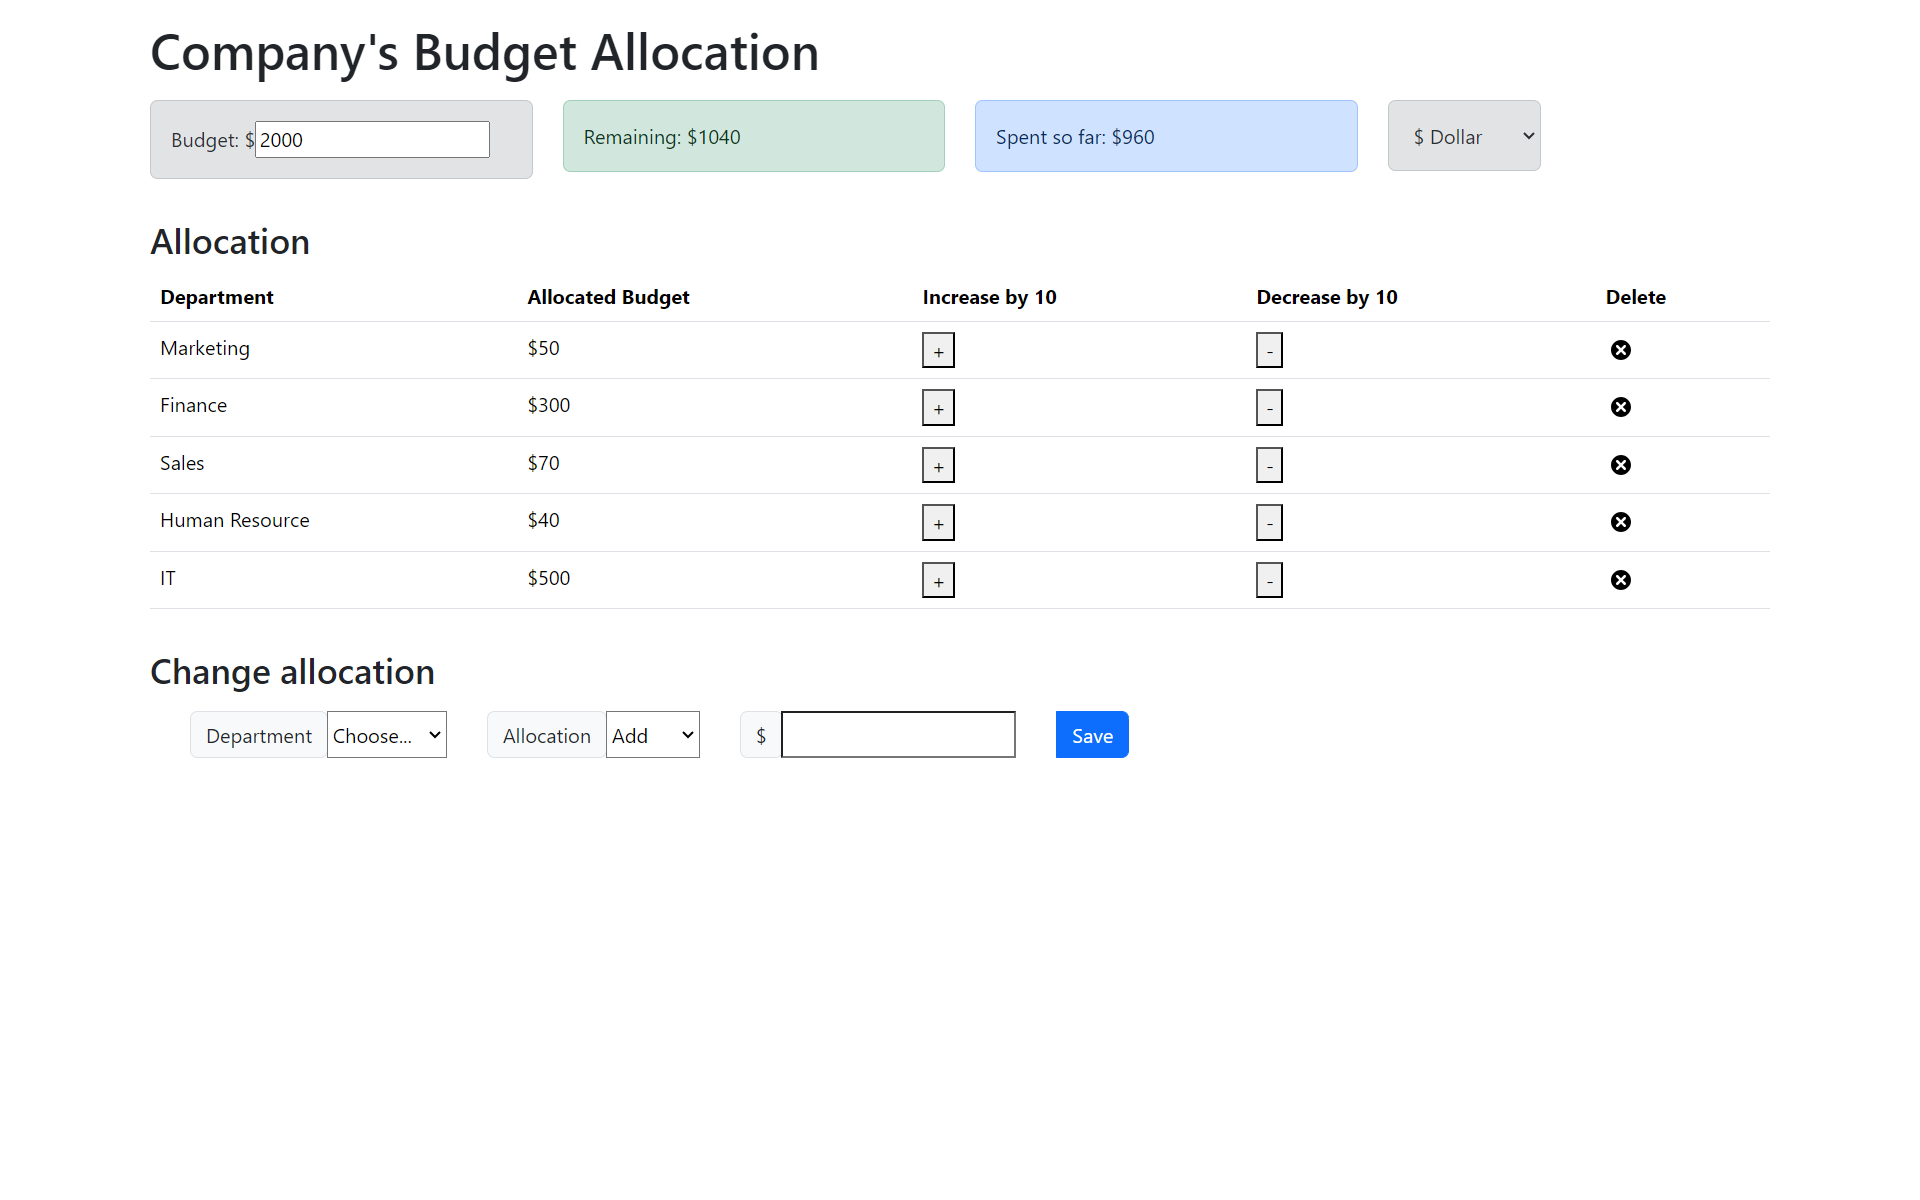 Company's Budget Allocation
Budget: $ 2000
Remaining: $1040
Spent so far: $960
$ Dollar
Allocation
Department Allocated Budget Increase by 10 Decrease by 10 Delete
Marketing $50 + -
Finance $300 + -
Sales $70 + -
Human Resource $40 + -
IT $500 + -
Change allocation
Department Choose... Allocation Add $ Save